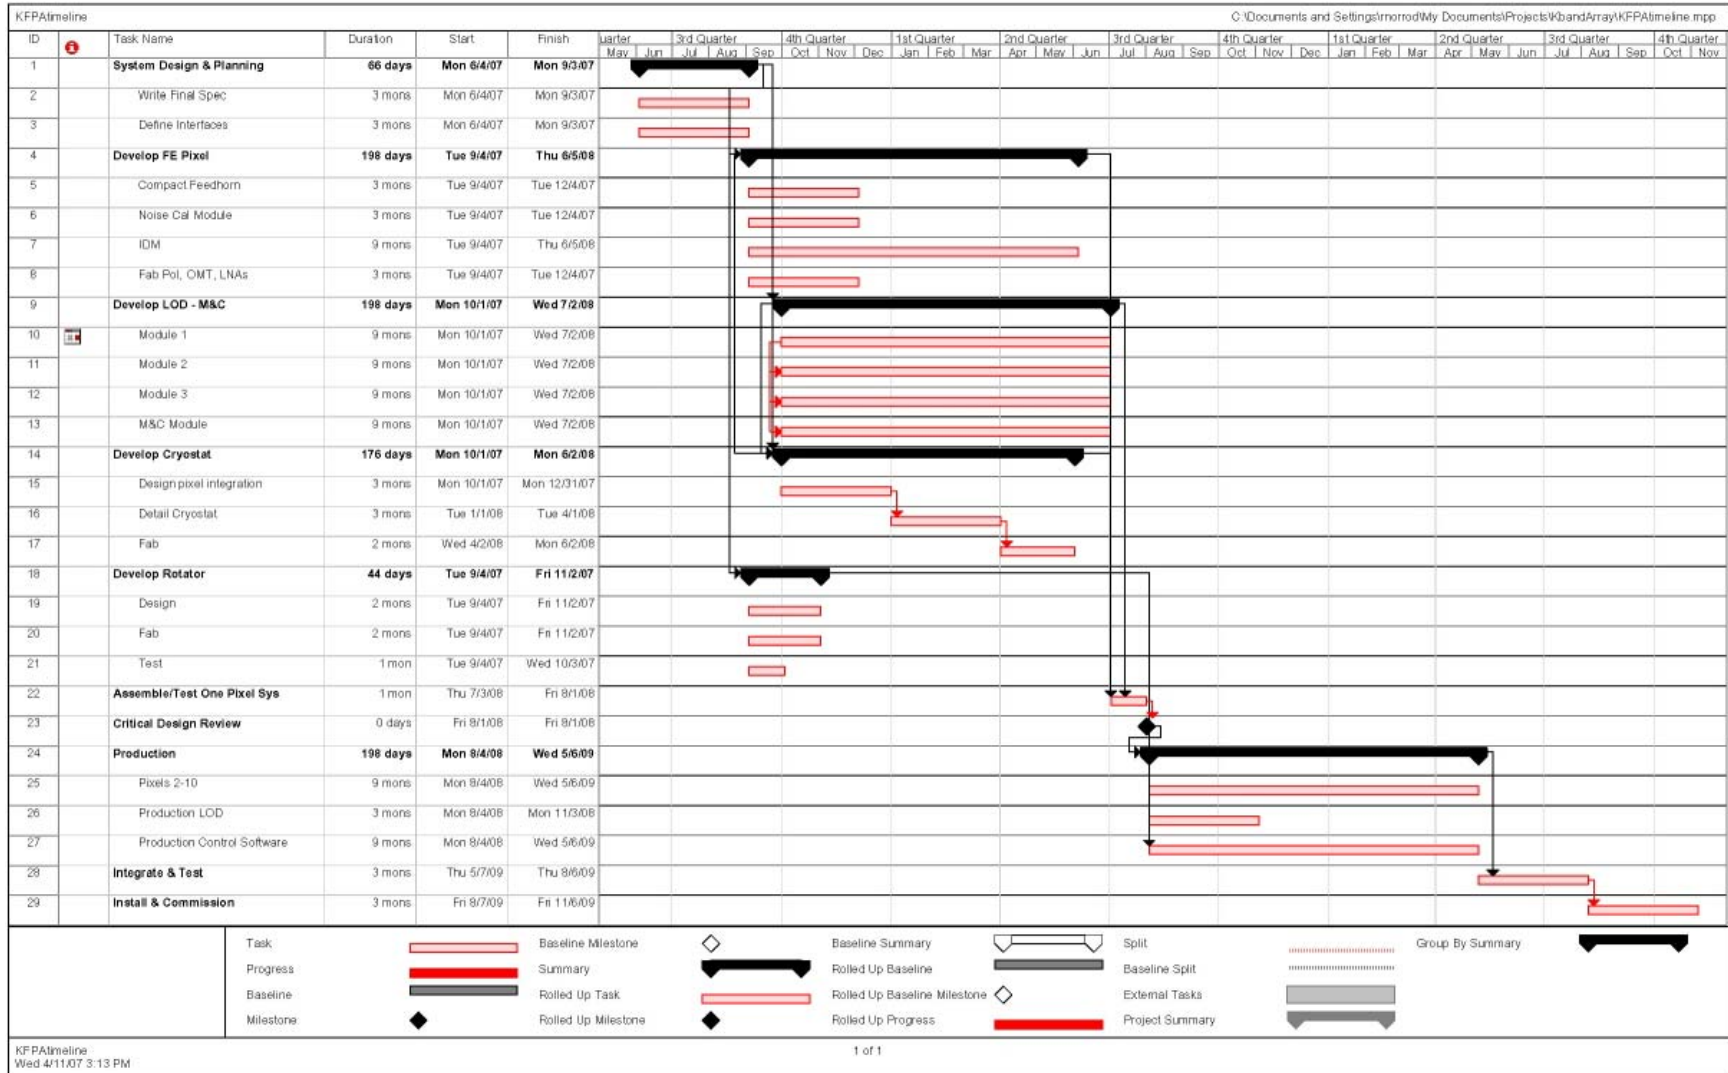 KFPAtimeline C:\Documents and Settings\rnorrod\My Documents\Projects\KbandArray\KFPAtimeline.mpp
ID Task Name Duration Start Finish uarter 3rd Quarter 4th Quarter 1st Quarter 2nd Quarter 3rd Quarter 4th Quarter 1st Quarter 2nd Quarter 3rd Quarter 4th Quarter
May Jun Jul Aug Sep Oct Nov Dec Jan Feb Mar Apr May Jun Jul Aug Sep Oct Nov Dec Jan Feb Mar Apr May Jun Jul Aug Sep Oct Nov
1 System Design & Planning 66 days Mon 6/4/07 Mon 9/3/07
2 Write Final Spec 3 mons Mon 6/4/07 Mon 9/3/07
3 Define Interfaces 3 mons Mon 6/4/07 Mon 9/3/07
4 Develop FE Pixel 198 days Tue 9/4/07 Thu 6/5/08
5 Compact Feedhorn 3 mons Tue 9/4/07 Tue 12/4/07
6 Noise Cal Module 3 mons Tue 9/4/07 Tue 12/4/07
7 IDM 9 mons Tue 9/4/07 Thu 6/5/08
8 Fab Pol, OMT, LNAs 3 mons Tue 9/4/07 Tue 12/4/07
9 Develop LOD - M&C 198 days Mon 10/1/07 Wed 7/2/08
10 Module 1 9 mons Mon 10/1/07 Wed 7/2/08
11 Module 2 9 mons Mon 10/1/07 Wed 7/2/08
12 Module 3 9 mons Mon 10/1/07 Wed 7/2/08
13 M&C Module 9 mons Mon 10/1/07 Wed 7/2/08
14 Develop Cryostat 176 days Mon 10/1/07 Mon 6/2/08
15 Design pixel integration 3 mons Mon 10/1/07 Mon 12/31/07
16 Detail Cryostat 3 mons Tue 1/1/08 Tue 4/1/08
17 Fab 2 mons Wed 4/2/08 Mon 6/2/08
18 Develop Rotator 44 days Tue 9/4/07 Fri 11/2/07
19 Design 2 mons Tue 9/4/07 Fri 11/2/07
20 Fab 2 mons Tue 9/4/07 Fri 11/2/07
21 Test 1 mon Tue 9/4/07 Wed 10/3/07
22 Assemble/Test One Pixel Sys 1 mon Thu 7/3/08 Fri 8/1/08
23 Critical Design Review 0 days Fri 8/1/08 Fri 8/1/08
24 Production 198 days Mon 8/4/08 Wed 5/6/09
25 Pixels 2-10 9 mons Mon 8/4/08 Wed 5/6/09
26 Production LOD 3 mons Mon 8/4/08 Mon 11/3/08
27 Production Control Software 9 mons Mon 8/4/08 Wed 5/6/09
28 Integrate & Test 3 mons Thu 5/7/09 Thu 8/6/09
29 Install & Commission 3 mons Fri 8/7/09 Fri 11/6/09
Task Baseline Milestone Baseline Summary Split Group By Summary
Progress Summary Rolled Up Baseline Baseline Split
Baseline Rolled Up Task Rolled Up Baseline Milestone External Tasks
Milestone Rolled Up Milestone Rolled Up Progress Project Summary
KFPAtimeline 1 of 1
Wed 4/11/07 3:13 PM